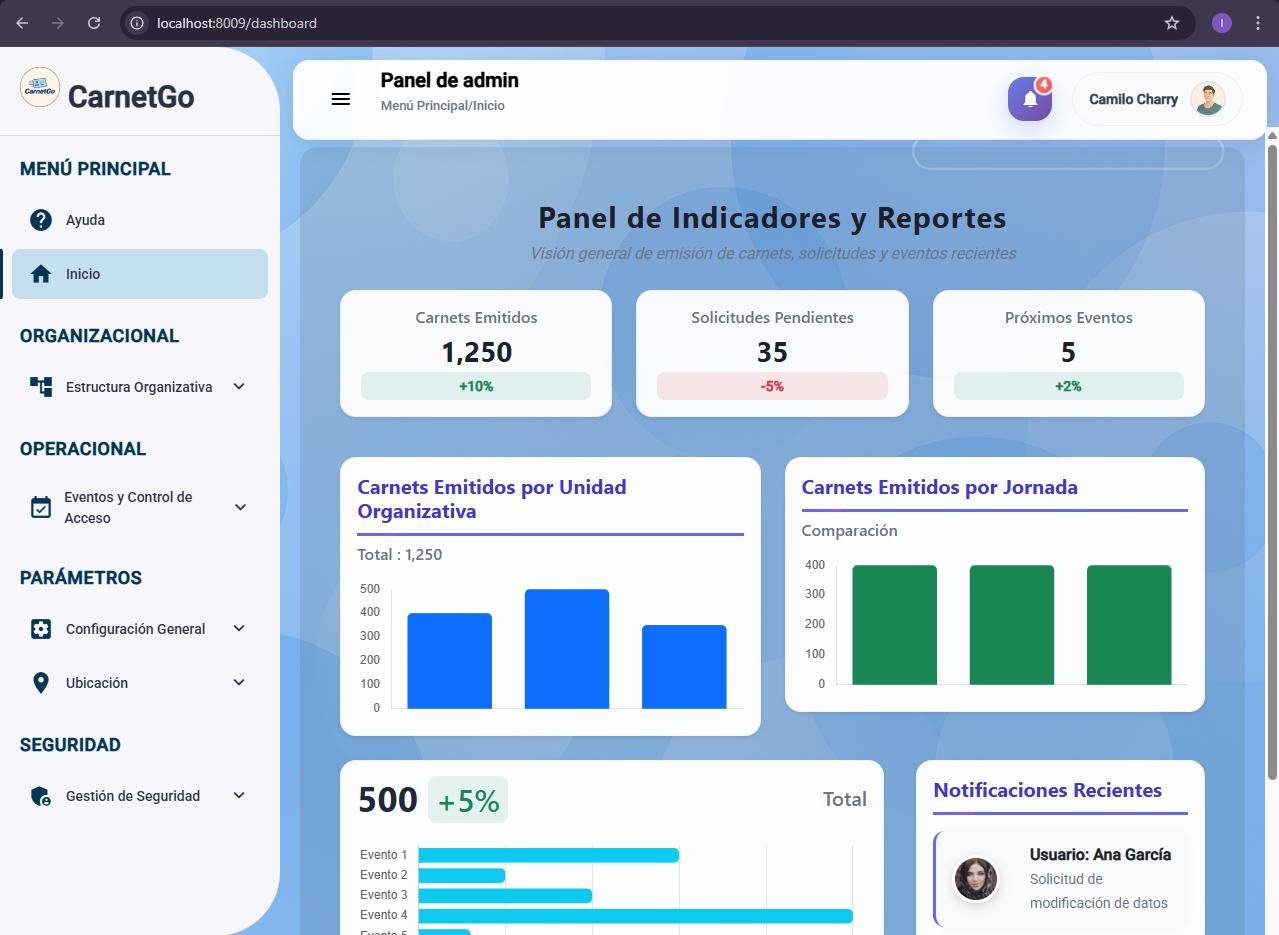 localhost:8009/dashboard
I
CarnetGo
CarnetGo
Panel de admin
Menú Principal/Inicio
4
Camilo Charry
MENÚ PRINCIPAL
Ayuda
Inicio
ORGANIZACIONAL
Estructura Organizativa
OPERACIONAL
Eventos y Control de
Acceso
PARÁMETROS
Configuración General
Ubicación
SEGURIDAD
Gestión de Seguridad
Panel de Indicadores y Reportes
Visión general de emisión de carnets, solicitudes y eventos recientes
Carnets Emitidos
1,250
+10%
Solicitudes Pendientes
35
-5%
Próximos Eventos
5
+2%
Carnets Emitidos por Unidad
Organizativa
Total : 1,250
500
400
300
200
100
0
Carnets Emitidos por Jornada
Comparación
400
300
200
100
0
500 +5%
Total
Evento 1
Evento 2
Evento 3
Evento 4
Evento 5
Notificaciones Recientes
Usuario: Ana García
Solicitud de
modificación de datos